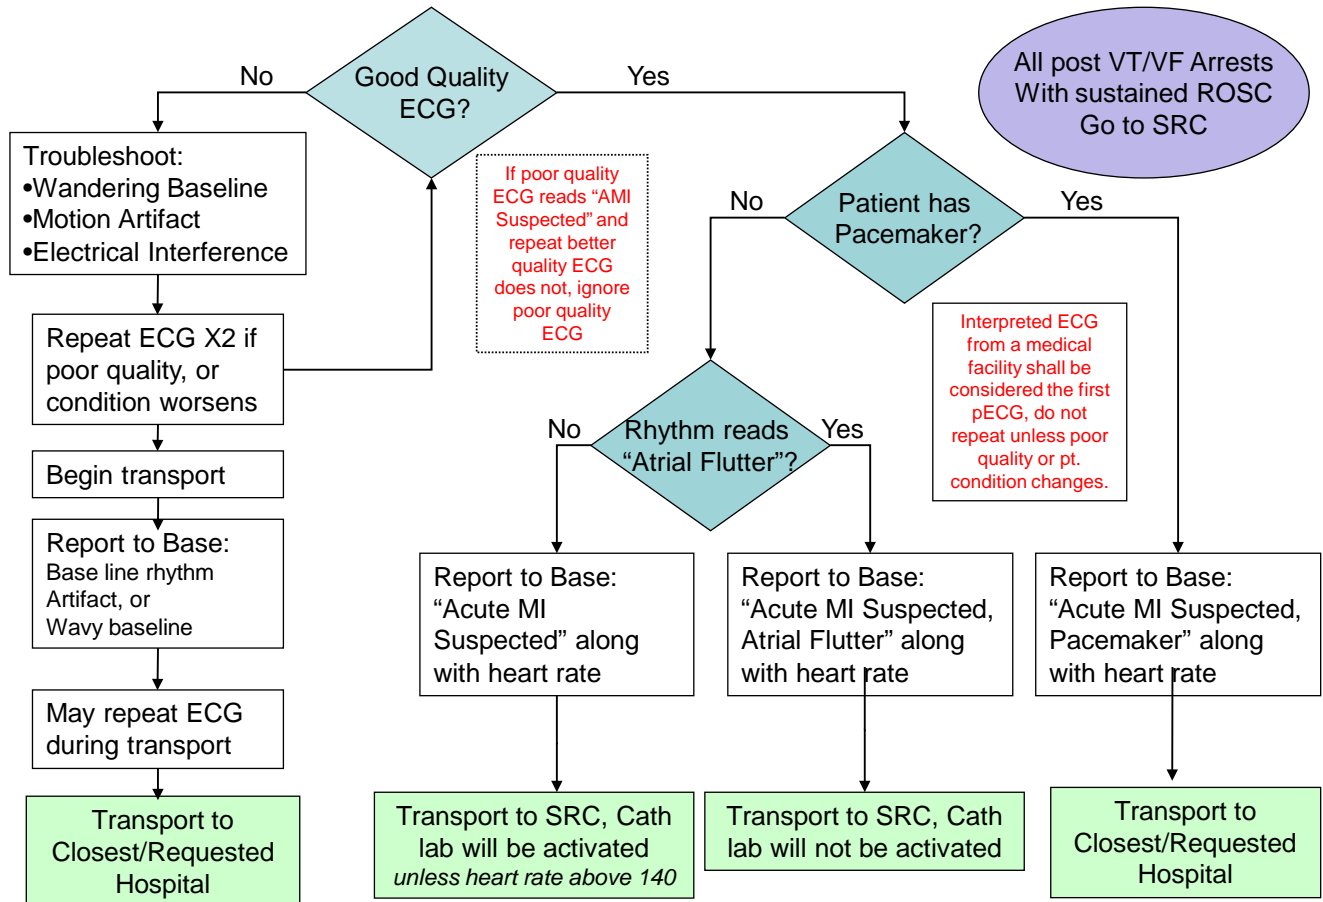 No
Good Quality
ECG?
Yes
All post VT/VF Arrests
With sustained ROSC
Go to SRC
Troubleshoot:
•Wandering Baseline
•Motion Artifact
•Electrical Interference
If poor quality
ECG reads “AMI
Suspected” and
repeat better
quality ECG
does not, ignore
poor quality
ECG
No
Patient has
Pacemaker?
Yes
Repeat ECG X2 if
poor quality, or
condition worsens
Interpreted ECG
from a medical
facility shall be
considered the first
pECG, do not
repeat unless poor
quality or pt.
condition changes.
No
Rhythm reads
“Atrial Flutter”?
Yes
Begin transport
Report to Base:
Base line rhythm
Artifact, or
Wavy baseline
Report to Base:
“Acute MI
Suspected” along
with heart rate
Report to Base:
“Acute MI Suspected,
Atrial Flutter” along
with heart rate
Report to Base:
“Acute MI Suspected,
Pacemaker” along
with heart rate
May repeat ECG
during transport
Transport to
Closest/Requested
Hospital
Transport to SRC, Cath
lab will be activated
unless heart rate above 140
Transport to SRC, Cath
lab will not be activated
Transport to
Closest/Requested
Hospital